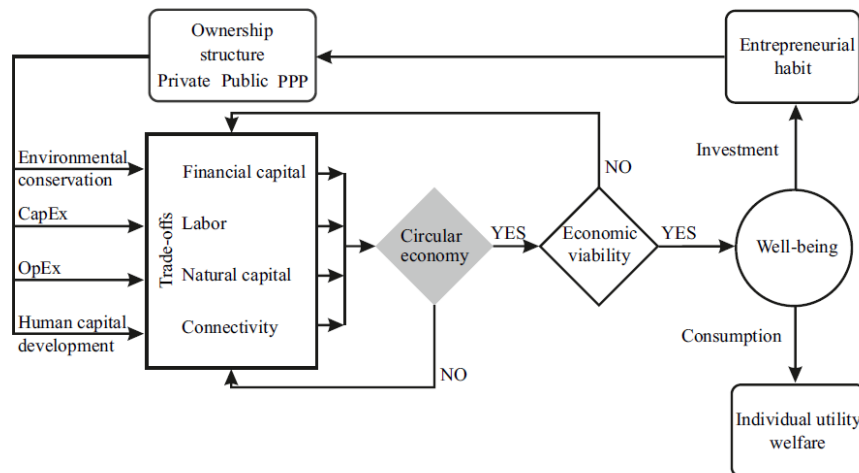 Ownership
structure
Private Public PPP
Entrepreneurial
habit
Environmental
conservation
CapEx
OpEx
Human capital
development
Trade-offs
Financial capital
Labor
Natural capital
Connectivity
Circular
economy
YES
NO
Economic
viability
NO
YES
Well-being
Investment
Consumption
Individual utility
welfare